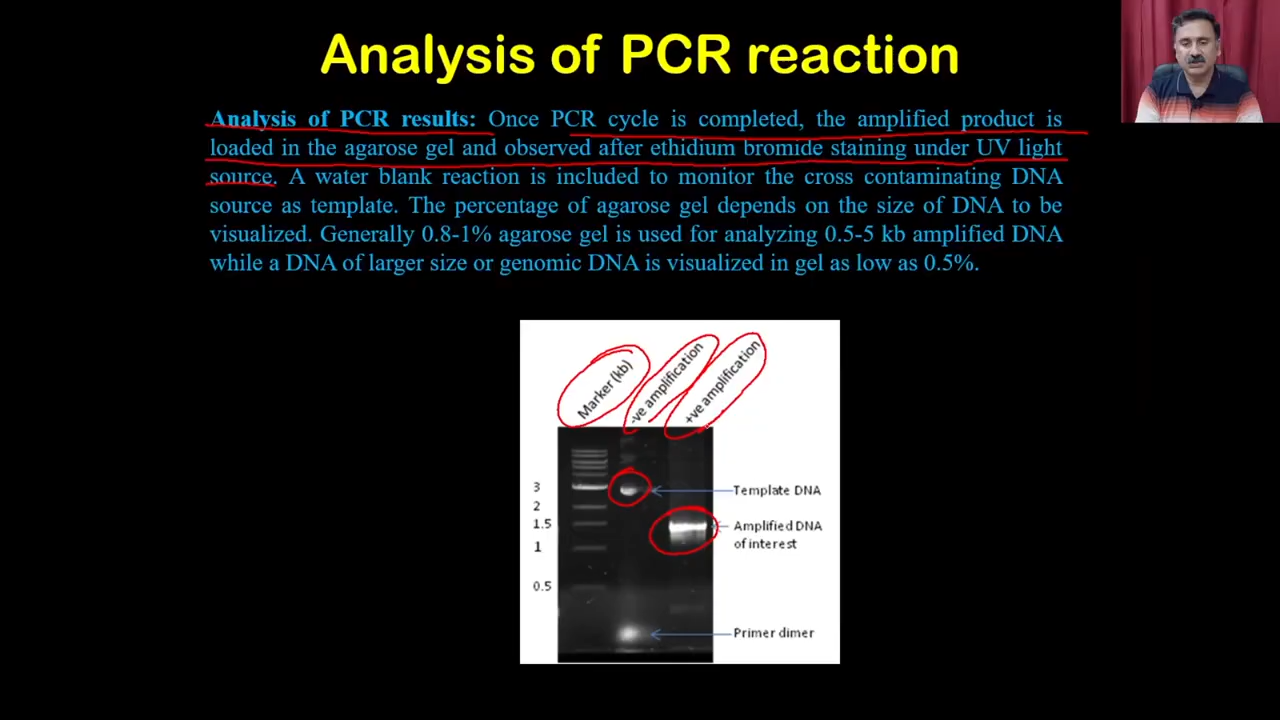 Analysis of PCR reaction
Analysis of PCR results: Once PCR cycle is completed, the amplified product is
loaded in the agarose gel and observed after ethidium bromide staining under UV light
source. A water blank reaction is included to monitor the cross contaminating DNA
source as template. The percentage of agarose gel depends on the size of DNA to be
visualized. Generally 0.8-1% agarose gel is used for analyzing 0.5-5 kb amplified DNA
while a DNA of larger size or genomic DNA is visualized in gel as low as 0.5%.
Marker (kb)
-ve amplification
+ve amplification
3
2
1.5
1
0.5
Template DNA
Amplified DNA
of interest
Primer dimer